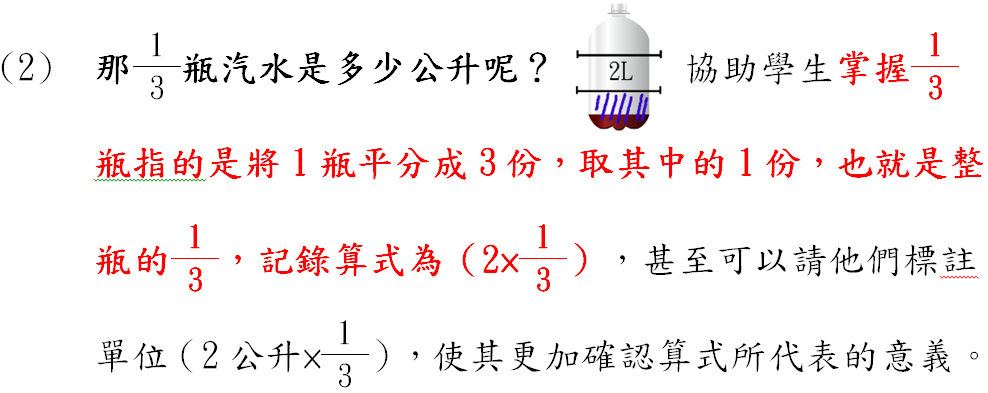 (2) 那1/3瓶汽水是多少公升呢？ 2L 協助學生掌握1/3
瓶指的是將1瓶平分成3份，取其中的1份，也就是整
瓶的1/3，記錄算式為（2×1/3），甚至可以請他們標註
單位（2公升×1/3），使其更加確認算式所代表的意義。